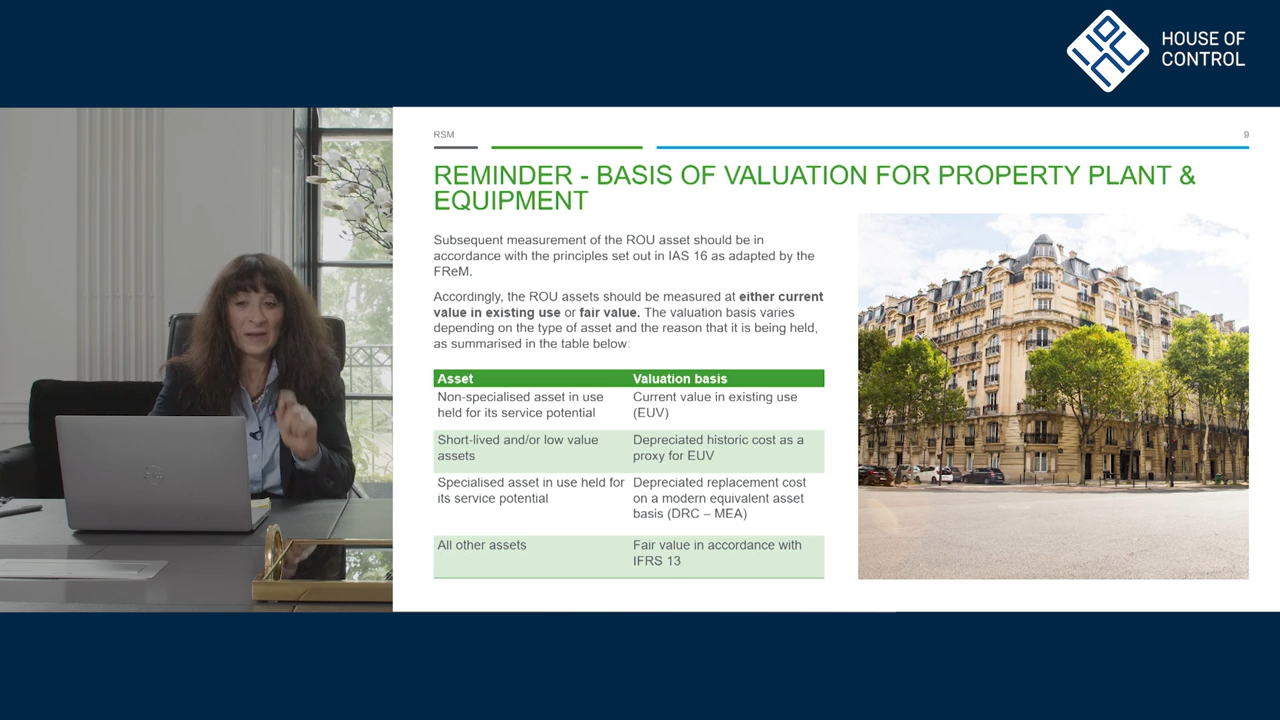 HOUSE OF
CONTROL
RSM
9
REMINDER - BASIS OF VALUATION FOR PROPERTY PLANT &
EQUIPMENT
Subsequent measurement of the ROU asset should be in
accordance with the principles set out in IAS 16 as adapted by the
FReM.
Accordingly, the ROU assets should be measured at either current
value in existing use or fair value. The valuation varies
depending on the type of asset and the reason that it is being held,
as summarised in the table below:
Asset Valuation basis
Non-specialised asset in use Current value in existing use
held for its service potential (EUV)
Short-lived and/or low value Depreciated historic cost as a
assets proxy for EUV
Specialised asset in use held for Depreciated replacement cost
its service potential on a modern equivalent asset
basis (DRC – MEA)
All other assets Fair value in accordance with
IFRS 13